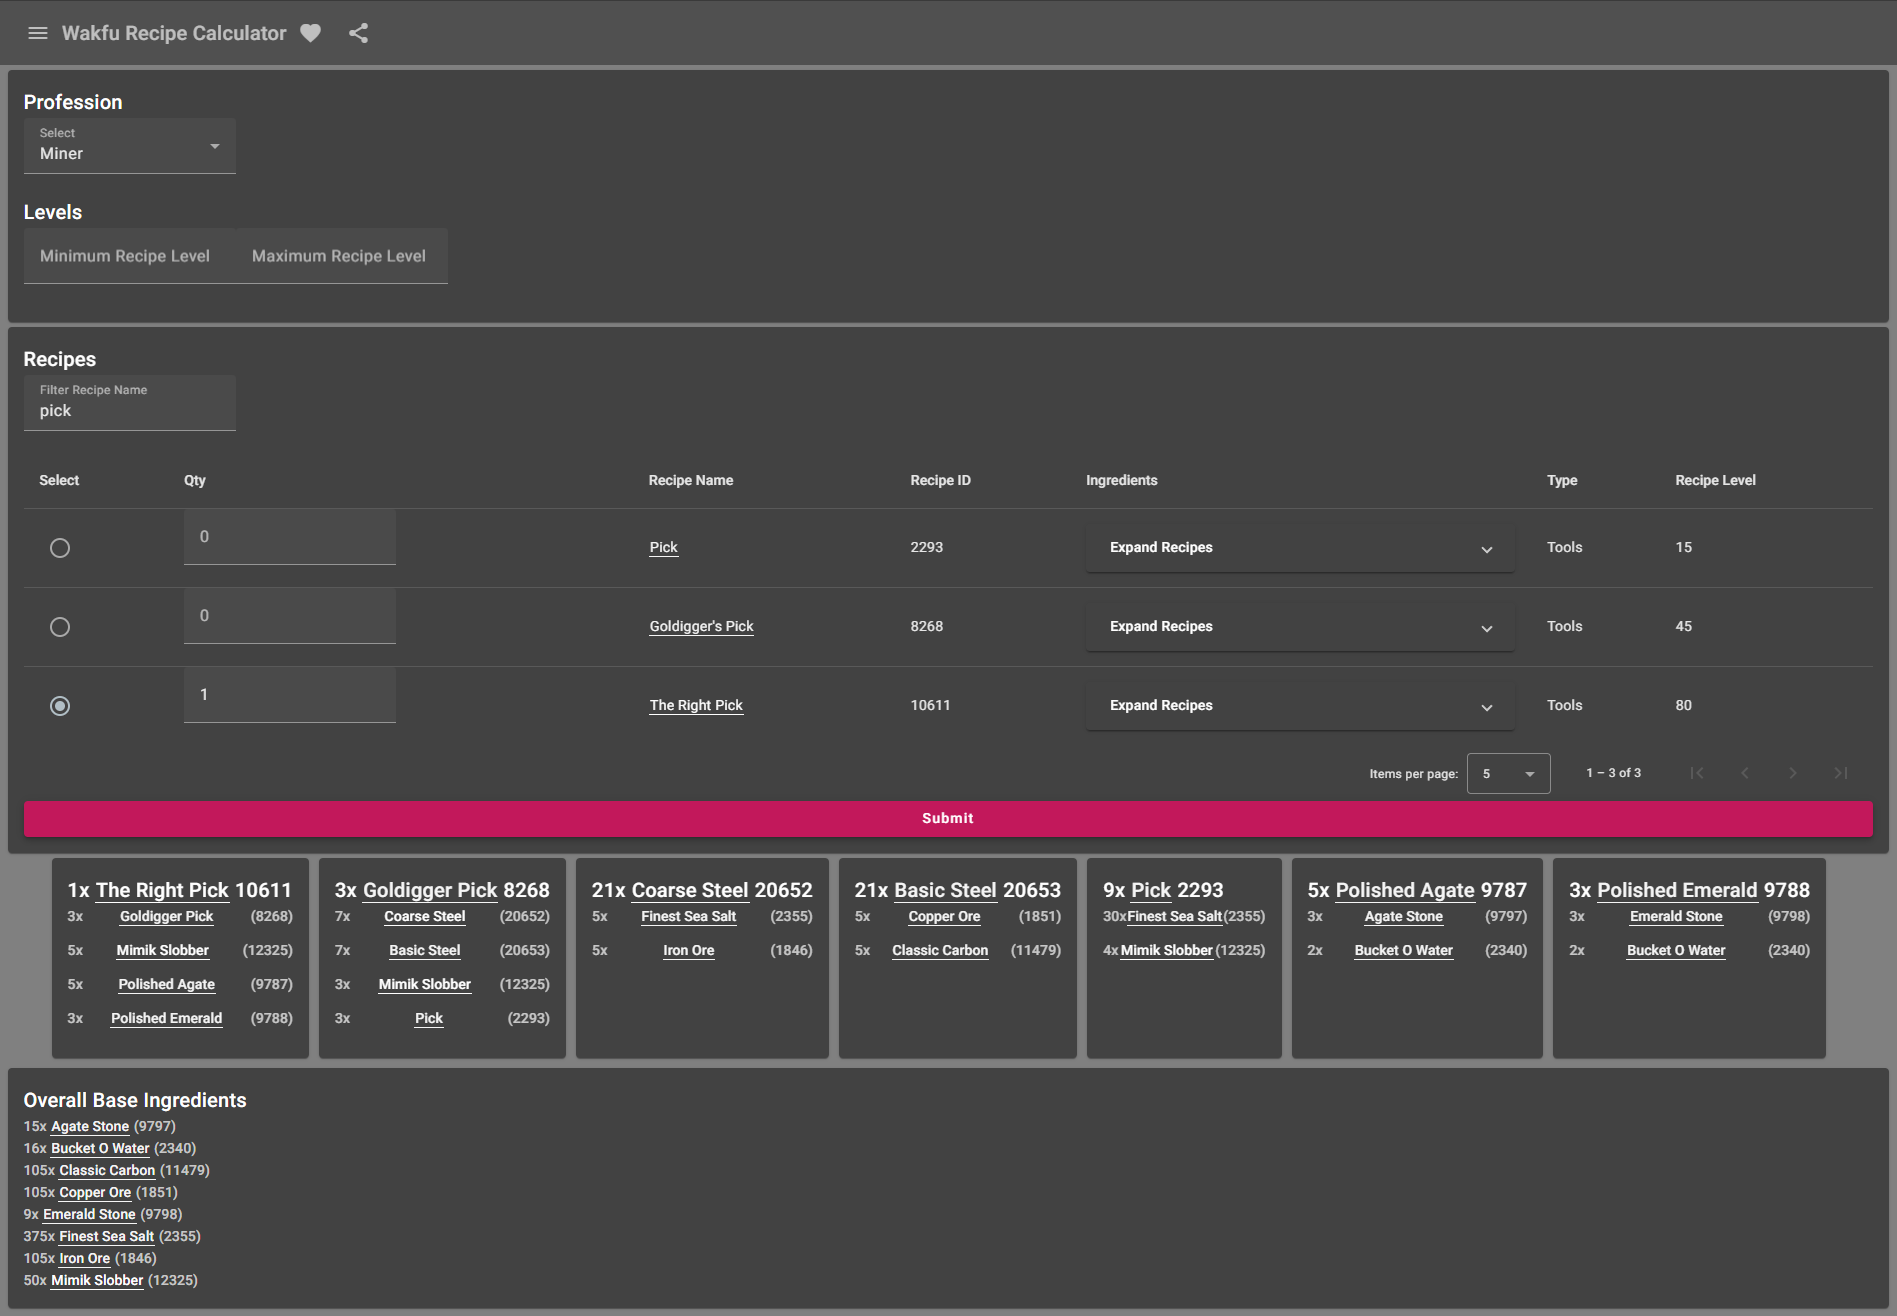 Wakfu Recipe Calculator
Profession
Select
Miner
Levels
Minimum Recipe Level Maximum Recipe Level
Recipes
Filter Recipe Name
pick
Select Qty Recipe Name Recipe ID Ingredients Type Recipe Level
0 Pick 2293 Expand Recipes Tools 15
0 Goldigger's Pick 8268 Expand Recipes Tools 45
1 The Right Pick 10611 Expand Recipes Tools 80
Items per page: 5 1 – 3 of 3
Submit
1x The Right Pick 10611
3x Goldigger Pick (8268)
5x Mimik Slobber (12325)
5x Polished Agate (9787)
3x Polished Emerald (9788)
3x Goldigger Pick 8268
7x Coarse Steel (20652)
7x Basic Steel (20653)
3x Mimik Slobber (12325)
3x Pick (2293)
21x Coarse Steel 20652
5x Finest Sea Salt (2355)
5x Iron Ore (1846)
21x Basic Steel 20653
5x Copper Ore (1851)
5x Classic Carbon (11479)
9x Pick 2293
30xFinest Sea Salt(2355)
4xMimik Slobber(12325)
5x Polished Agate 9787
3x Agate Stone (9797)
2x Bucket O Water (2340)
3x Polished Emerald 9788
3x Emerald Stone (9798)
2x Bucket O Water (2340)
Overall Base Ingredients
15x Agate Stone (9797)
16x Bucket O Water (2340)
105x Classic Carbon (11479)
105x Copper Ore (1851)
9x Emerald Stone (9798)
375x Finest Sea Salt (2355)
105x Iron Ore (1846)
50x Mimik Slobber (12325)